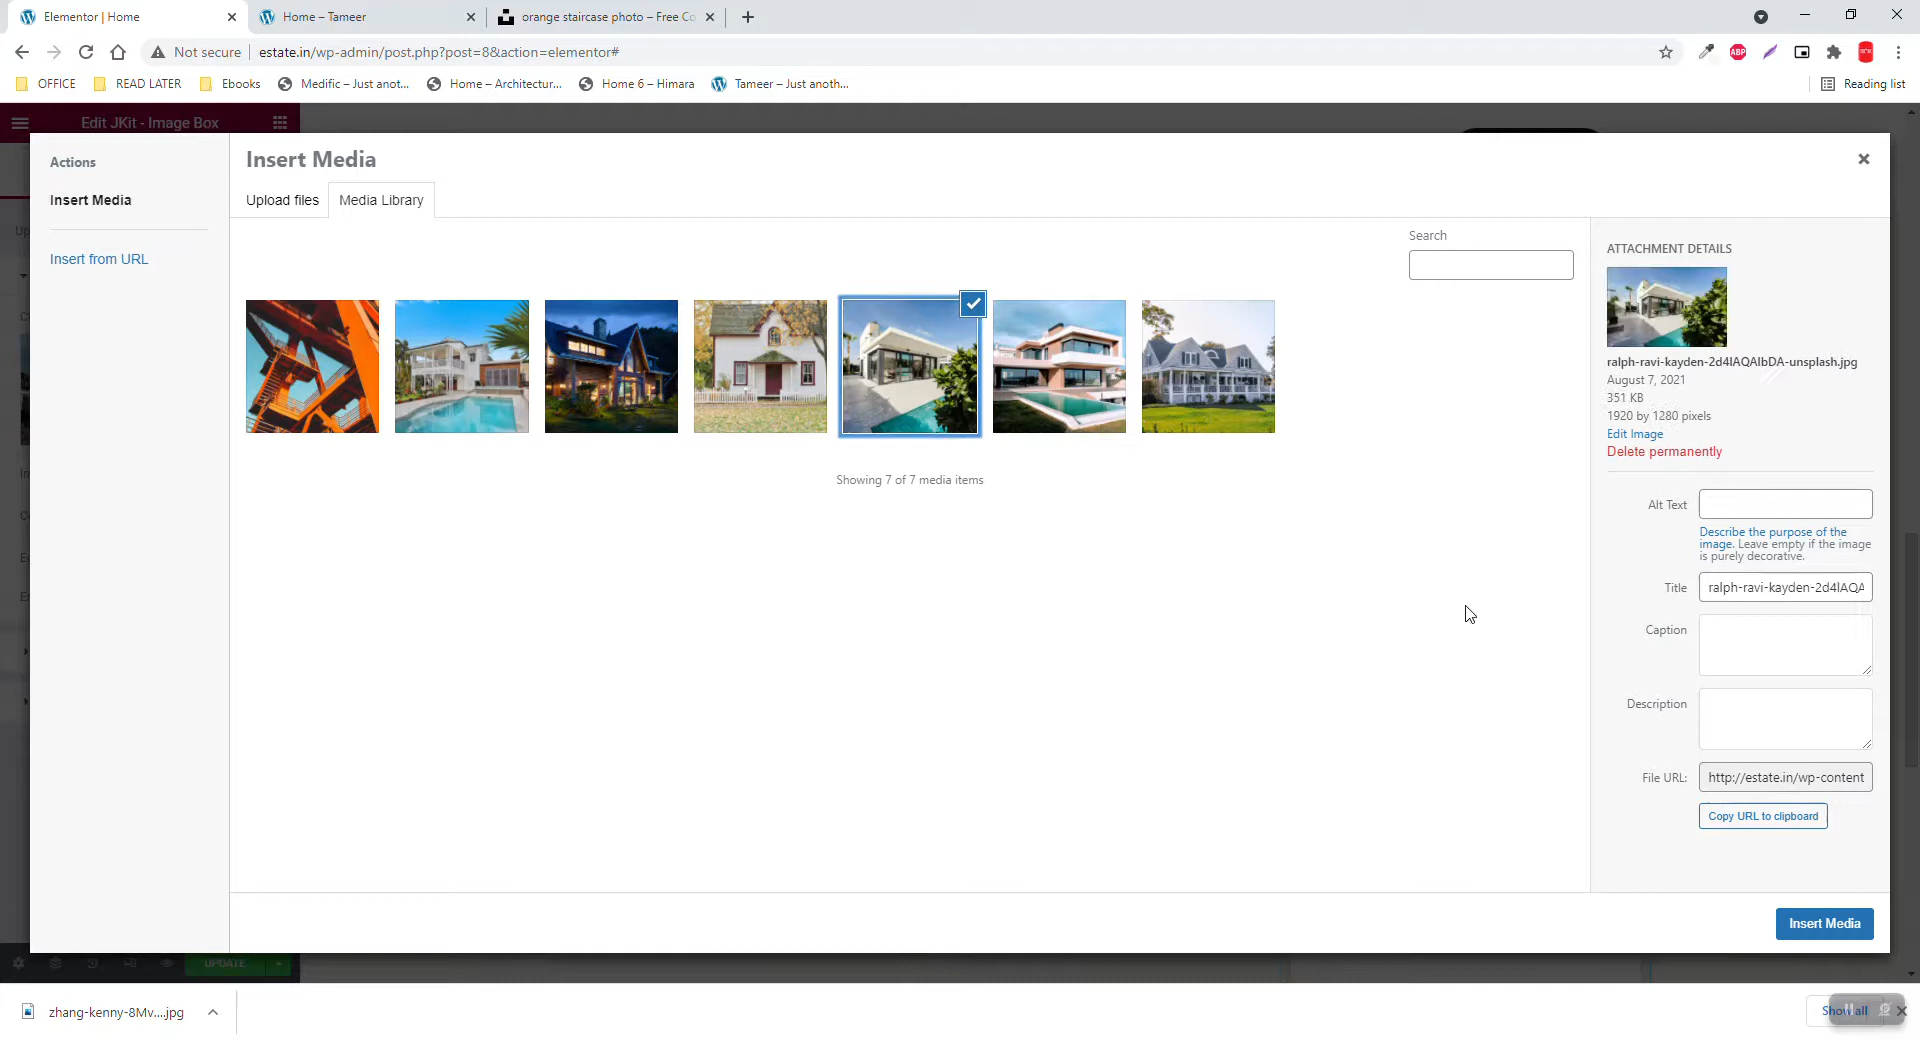 Elementor | Home
Home – Tameer
orange staircase photo – Free Co
Not secure
estate.in/wp-admin/post.php?post=8&action=elementor#
ABP
OFFICE
READ LATER
Ebooks
Medific – Just anot...
Home – Architectur...
Home 6 – Himara
Tameer – Just anoth...
Reading list
Edit JKit - Image Box
Actions
Insert Media
Insert from URL
Insert Media
Upload files
Media Library
Search
Showing 7 of 7 media items
ATTACHMENT DETAILS
ralph-ravi-kayden-2d4lAQAlbDA-unsplash.jpg
August 7, 2021
351 KB
1920 by 1280 pixels
Edit Image
Delete permanently
Alt Text
Describe the purpose of the
image. Leave empty if the image
is purely decorative.
Title
ralph-ravi-kayden-2d4lAQA
Caption
Description
File URL:
http://estate.in/wp-content
Copy URL to clipboard
Insert Media
UPDATE
zhang-kenny-8Mv....jpg
Show all